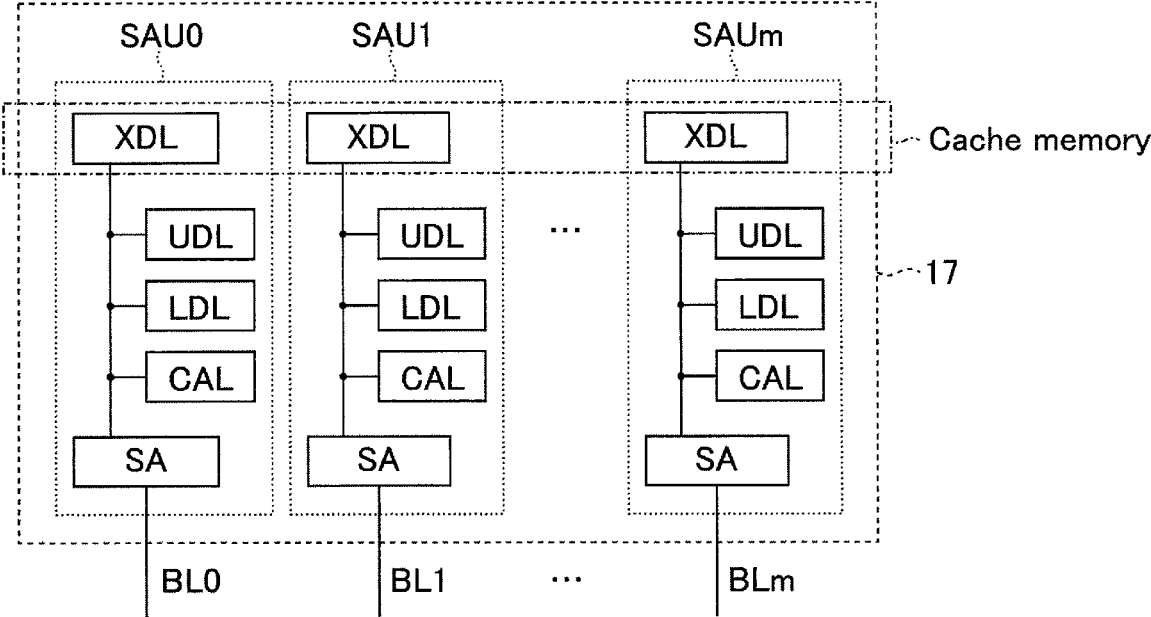 SAU0 SAU1 SAUm
XDL XDL XDL Cache memory
UDL UDL ... UDL
17
LDL LDL LDL
CAL CAL CAL
SA SA SA
BL0 BL1 ... BLm